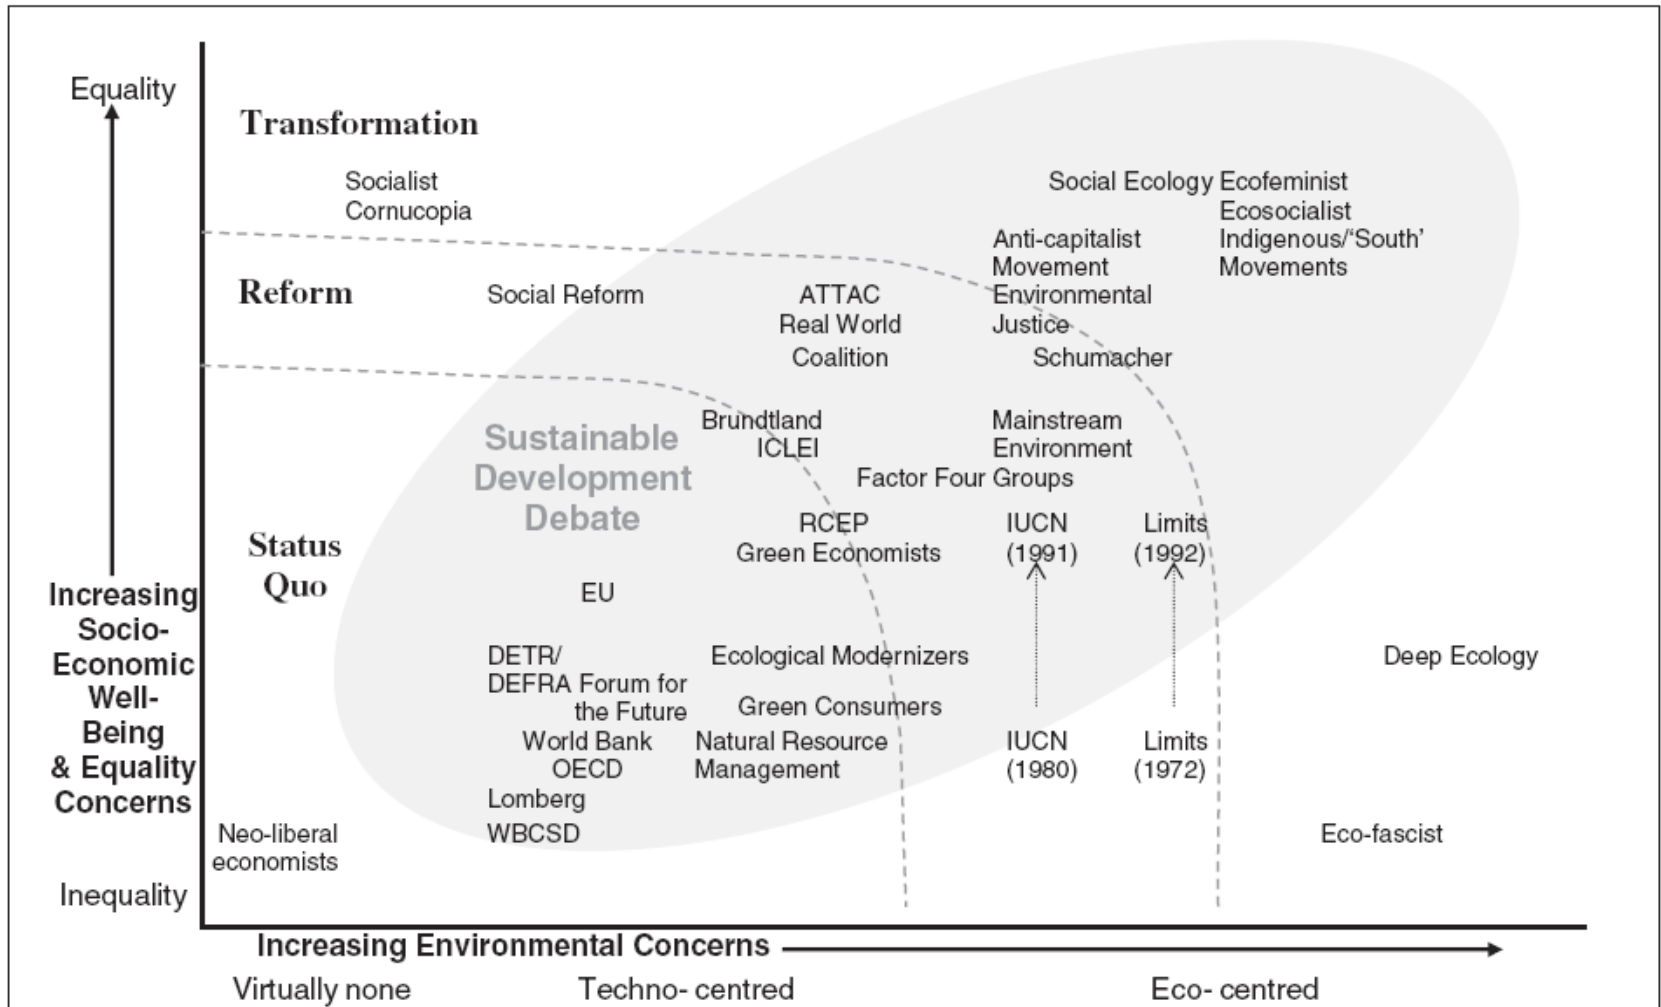 Equality
Transformation
Socialist
Cornucopia
Social Ecology Ecofeminist
Ecosocialist
Anti-capitalist
Movement
Indigenous/‘South’
Movements
Reform
Social Reform
ATTAC
Real World
Coalition
Environmental
Justice
Schumacher
Sustainable
Development
Debate
Brundtland
ICLEI
Mainstream
Environment
Factor Four Groups
Status
Quo
RCEP
Green Economists
IUCN
(1991)
Limits
(1992)
EU
Increasing
Socio-
Economic
Well-
Being
& Equality
Concerns
DETR/
DEFRA Forum for
the Future
Ecological Modernizers
Deep Ecology
Green Consumers
World Bank
OECD
Natural Resource
Management
IUCN
(1980)
Limits
(1972)
Lomberg
WBCSD
Neo-liberal
economists
Eco-fascist
Inequality
Increasing Environmental Concerns
Virtually none
Techno- centred
Eco- centred